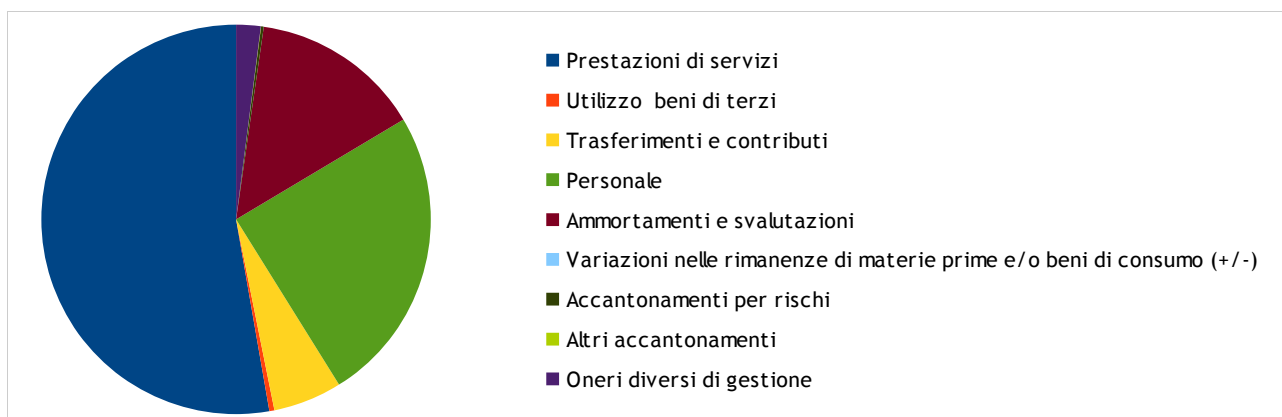 Prestazioni di servizi
Utilizzo beni di terzi
Trasferimenti e contributi
Personale
Ammortamenti e svalutazioni
Variazioni nelle rimanenze di materie prime e/o beni di consumo (+/-)
Accantonamenti per rischi
Altri accantonamenti
Oneri diversi di gestione